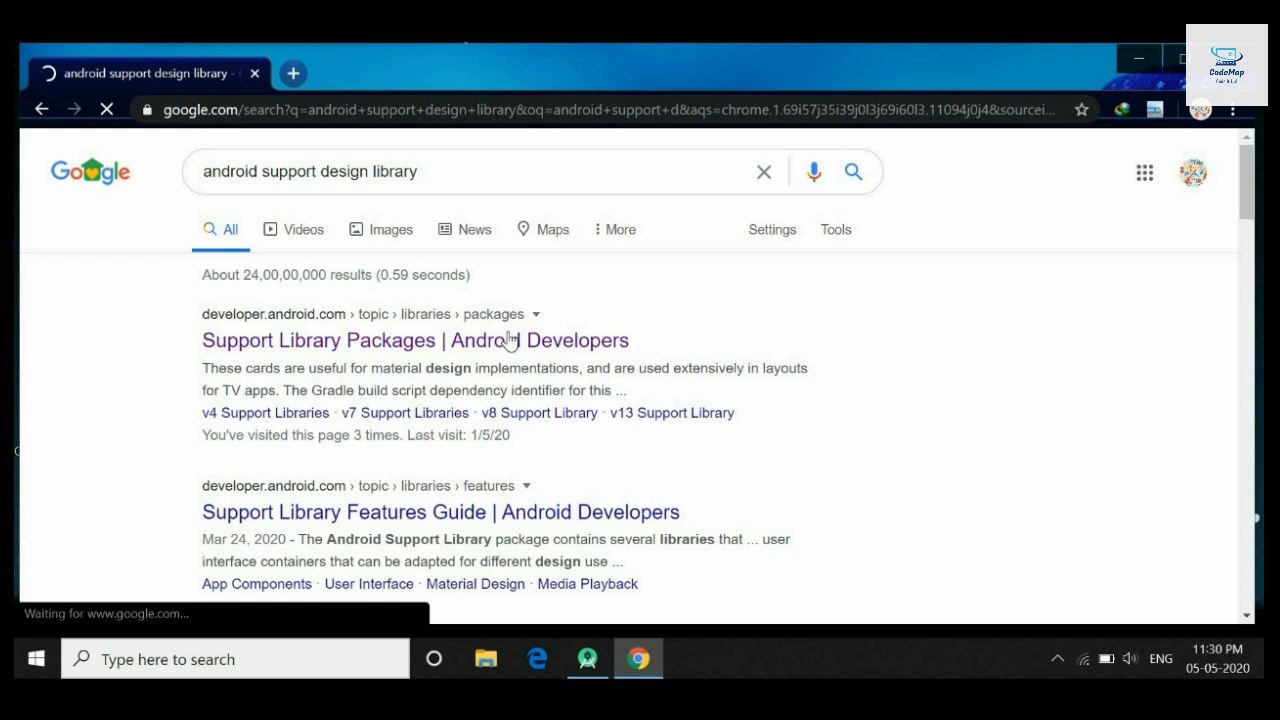 CodeMap
android support design library -
google.com/search?q=android+support+design+library&oq=android+support+d&aqs=chrome.1.69i57j35i39j0l3j69i60l3.11094j0j4&sourcei...
Google
android support design library
All
Videos
Images
News
Maps
More
Settings
Tools
About 24,00,00,000 results (0.59 seconds)
developer.android.com › topic › libraries › packages
Support Library Packages | Android Developers
These cards are useful for material design implementations, and are used extensively in layouts
for TV apps. The Gradle build script dependency identifier for this ...
v4 Support Libraries · v7 Support Libraries · v8 Support Library · v13 Support Library
You've visited this page 3 times. Last visit: 1/5/20
developer.android.com › topic › libraries › features
Support Library Features Guide | Android Developers
Mar 24, 2020 - The Android Support Library package contains several libraries that ... user
interface containers that can be adapted for different design use ...
App Components · User Interface · Material Design · Media Playback
Waiting for www.google.com...
Type here to search
ENG
11:30 PM
05-05-2020